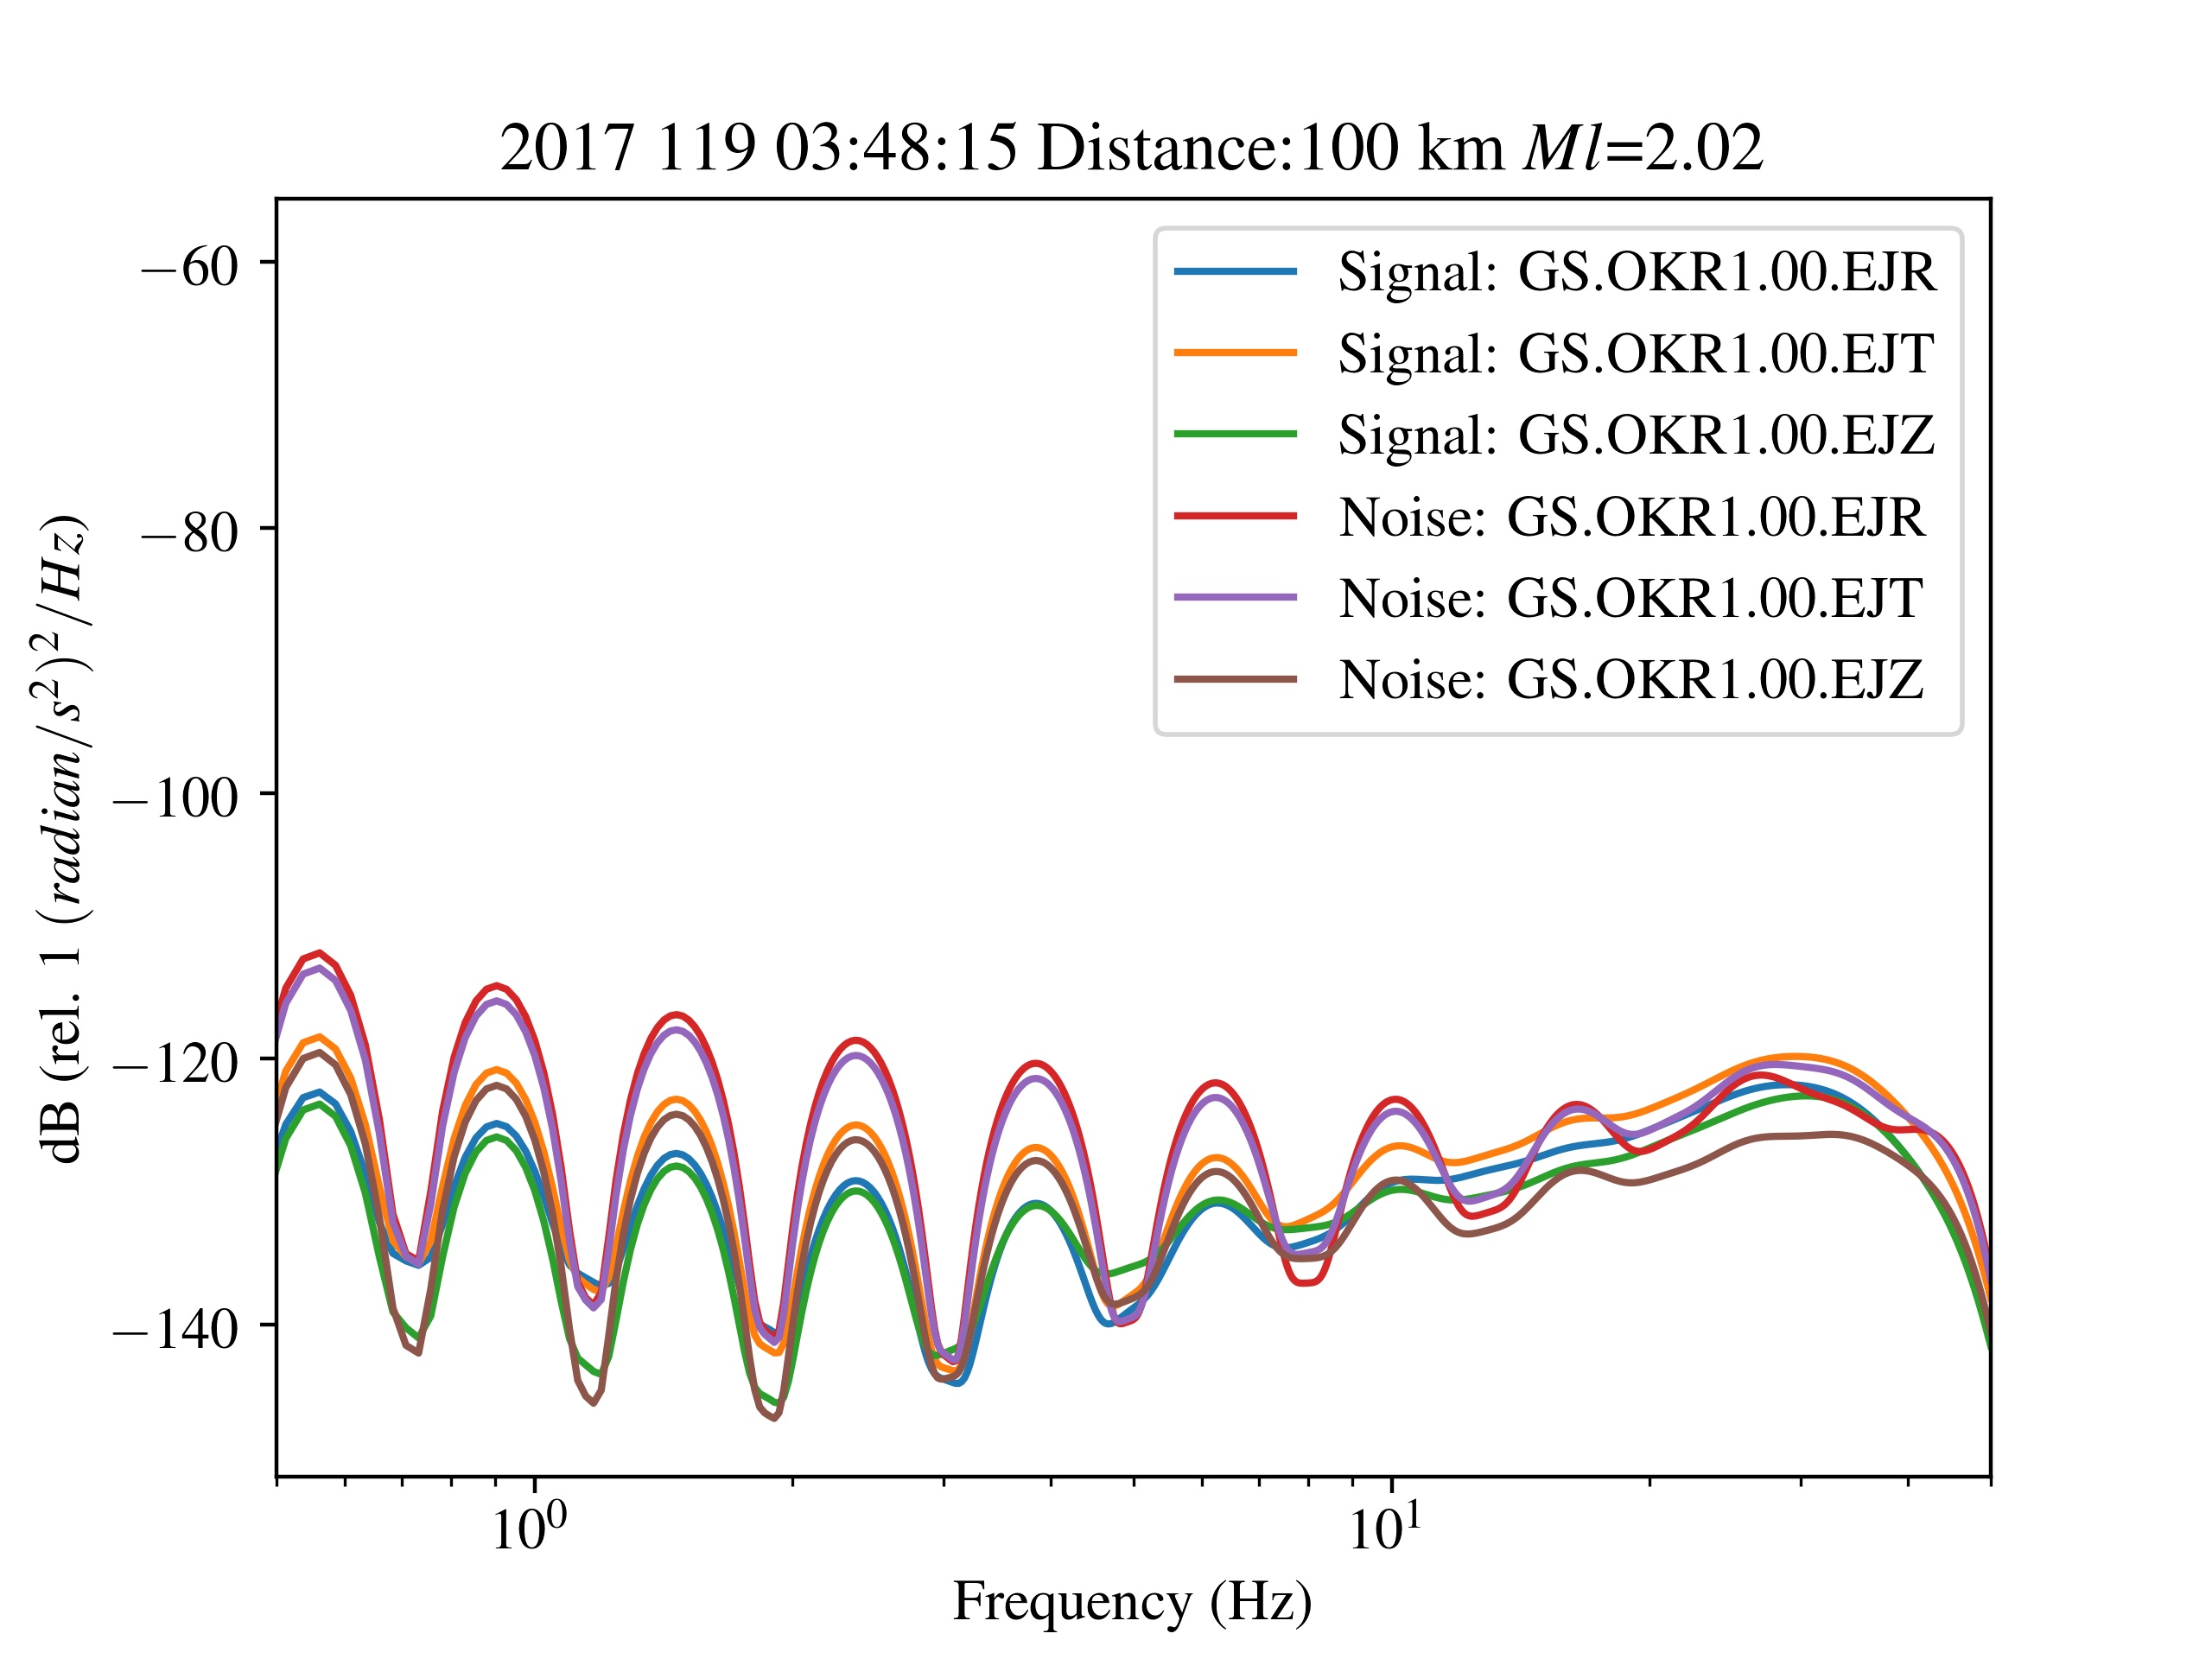 2017 119 03:48:15 Distance:100 km Ml=2.02
Signal: GS.OKR1.00.EJR
Signal: GS.OKR1.00.EJT
Signal: GS.OKR1.00.EJZ
Noise: GS.OKR1.00.EJR
Noise: GS.OKR1.00.EJT
Noise: GS.OKR1.00.EJZ
−60
−80
−100
−120
−140
dB (rel. 1 (radian/s²)²/Hz)
10⁰
10¹
Frequency (Hz)